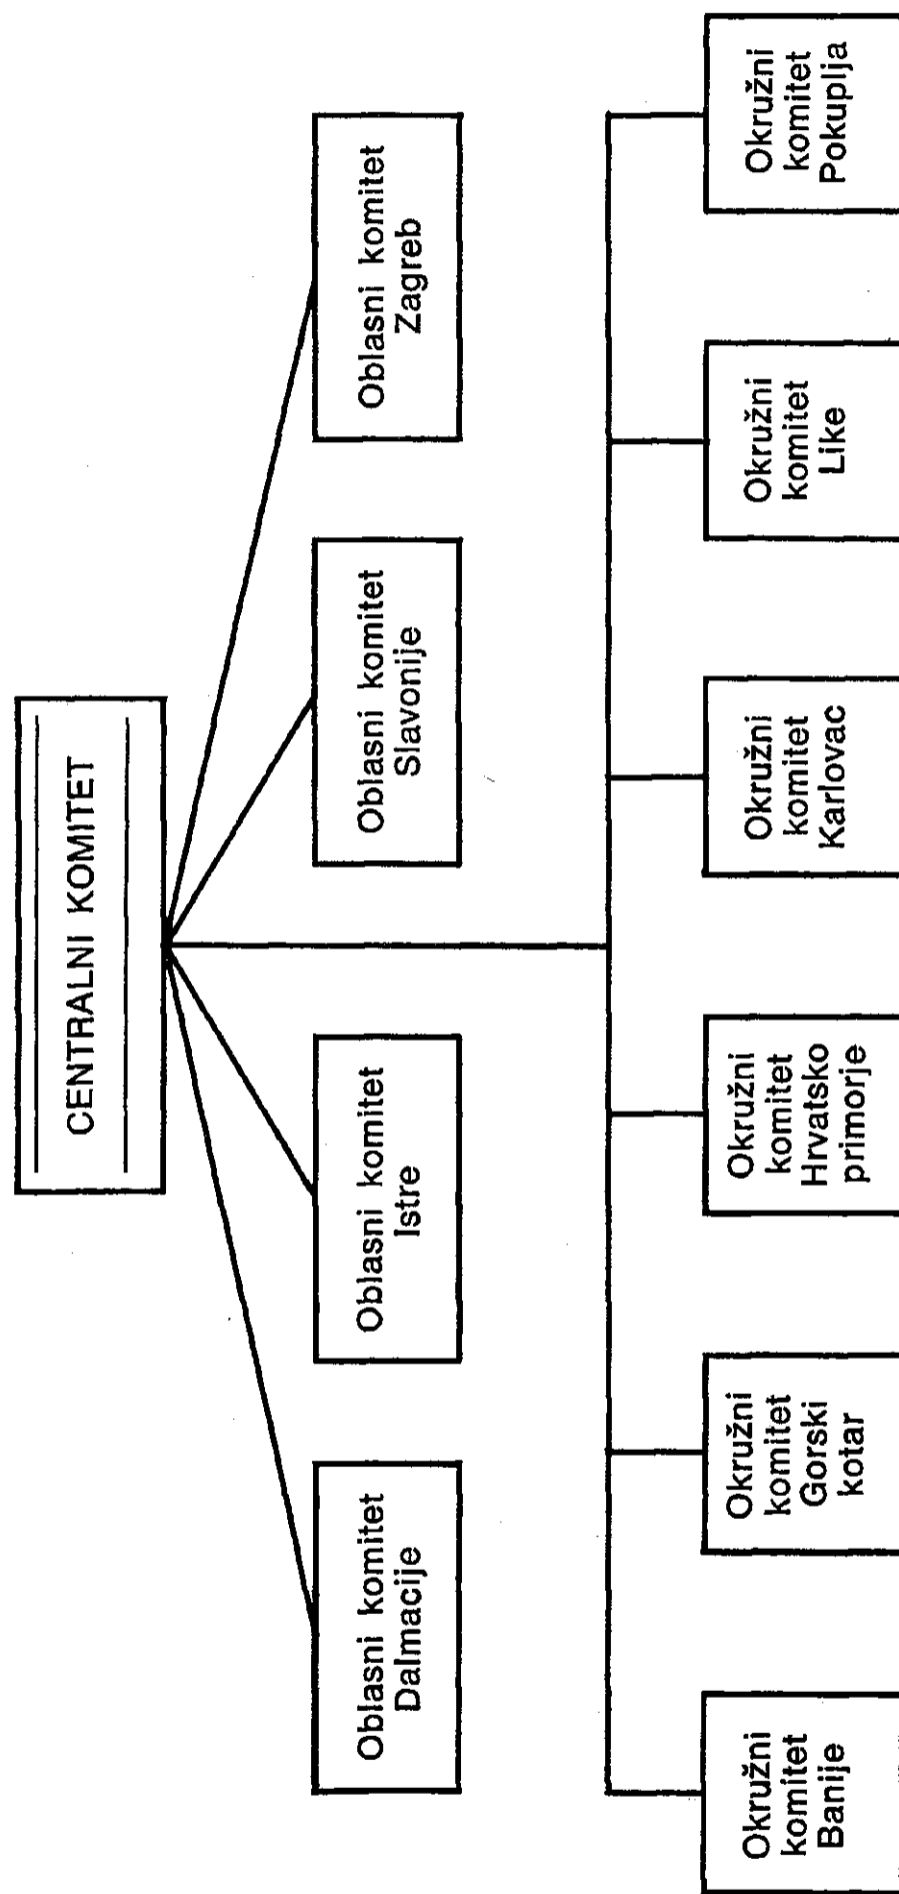 CENTRALNI KOMITET
Oblasni komitet
Dalmacije
Oblasni komitet
Istre
Oblasni komitet
Slavonije
Oblasni komitet
Zagreb
Okružni
komitet
Banije
Okružni
komitet
Gorski
kotar
Okružni
komitet
Hrvatsko
primorje
Okružni
komitet
Karlovac
Okružni
komitet
Like
Okružni
komitet
Pokuplja